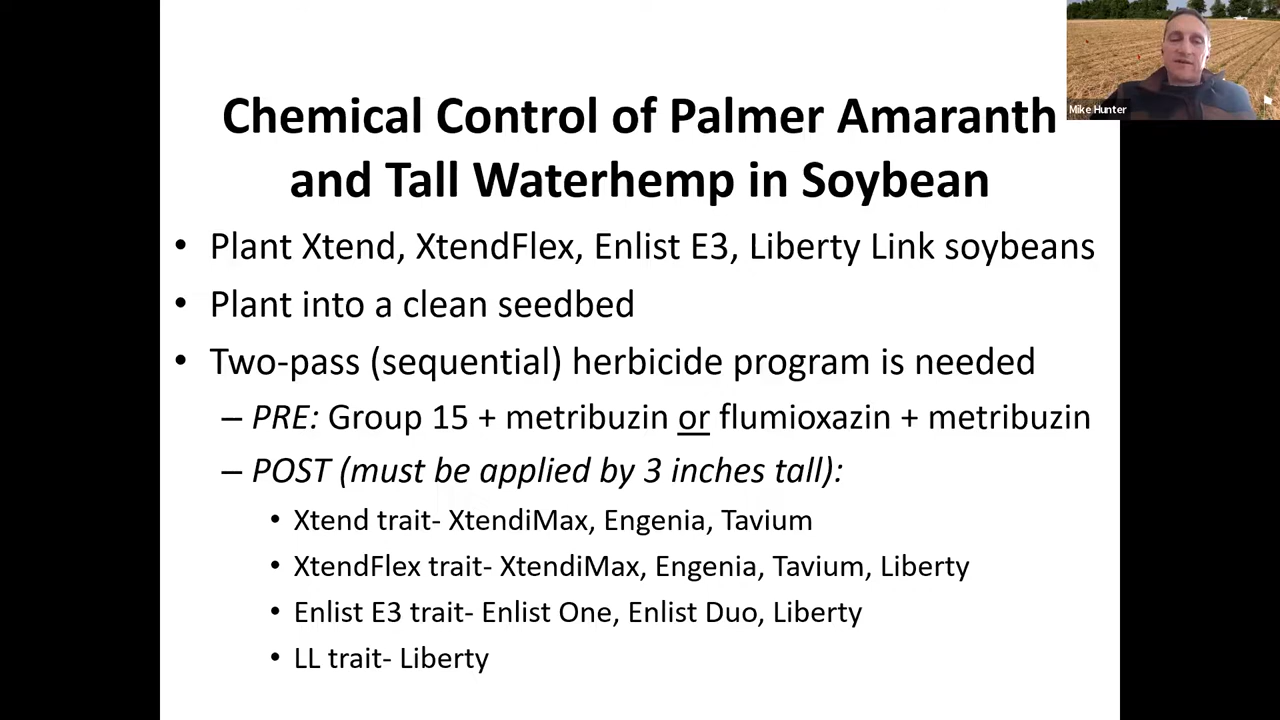 Mike Hunter
Chemical Control of Palmer Amaranth
and Tall Waterhemp in Soybean
• Plant Xtend, XtendFlex, Enlist E3, Liberty Link soybeans
• Plant into a clean seedbed
• Two-pass (sequential) herbicide program is needed
– PRE: Group 15 + metribuzin or flumioxazin + metribuzin
– POST (must be applied by 3 inches tall):
• Xtend trait- XtendiMax, Engenia, Tavium
• XtendFlex trait- XtendiMax, Engenia, Tavium, Liberty
• Enlist E3 trait- Enlist One, Enlist Duo, Liberty
• LL trait- Liberty